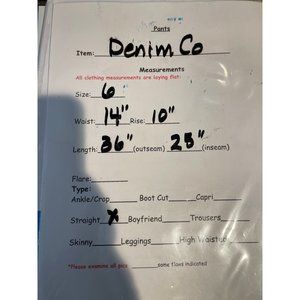 Pants
Item: Denim Co
Measurements
All clothing measurements are laying flat:
Size: 6
Waist: 14" Rise: 10"
Length: 36" (outseam) 25" (inseam)
Flare:
Type:
Ankle/Crop Boot Cut Capri
Straight X Boyfriend Trousers
Skinny Leggings High Waisted
*Please examine all pics some flaws indicated